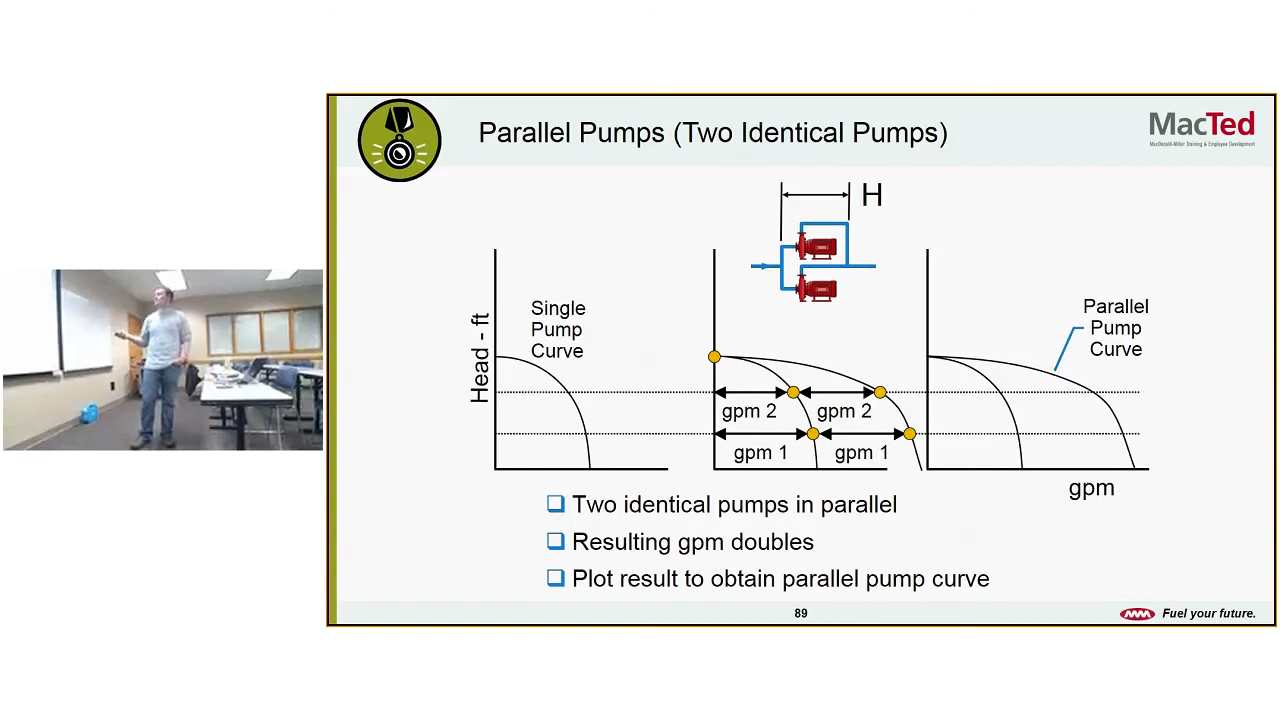 Parallel Pumps (Two Identical Pumps)
MacTed
MacDonald-Miller Training & Employee Development
H
Head - ft
Single
Pump
Curve
Parallel
Pump
Curve
gpm 2
gpm 2
gpm 1
gpm 1
gpm
Two identical pumps in parallel
Resulting gpm doubles
Plot result to obtain parallel pump curve
89
Fuel your future.